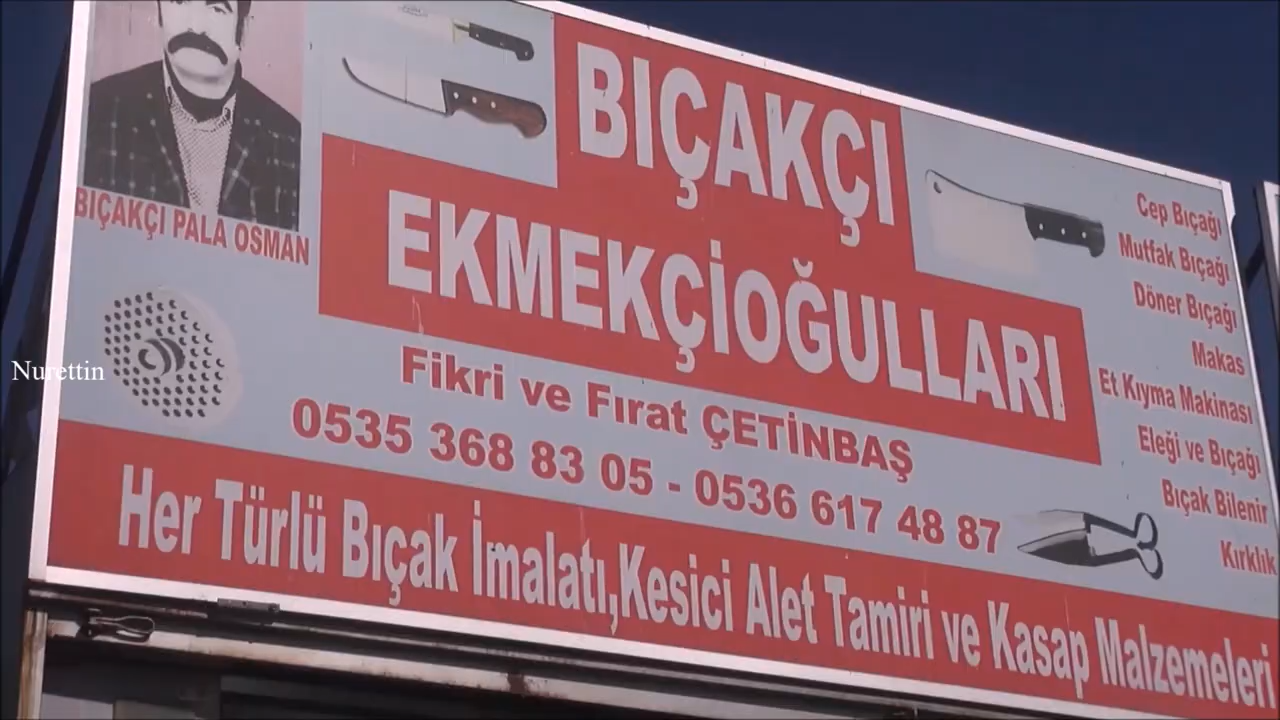 BIÇAKÇI
EKMEKÇİOĞULLARI
BIÇAKÇI PALA OSMAN
Fikri ve Fırat ÇETİNBAŞ
0535 368 83 05 - 0536 617 48 87
Her Türlü Bıçak İmalatı,Kesici Alet Tamiri ve Kasap Malzemeleri
Cep Bıçağı
Mutfak Bıçağı
Döner Bıçağı
Makas
Et Kıyma Makinası
Eleği ve Bıçağı
Bıçak Bilenir
Kırklık
Nurettin